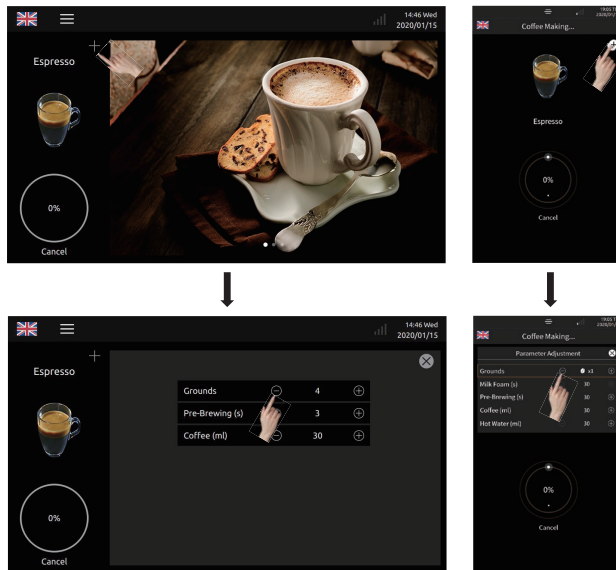 14:46 Wed
2020/01/15
Espresso
0%
Cancel
Coffee Making...
Espresso
0%
Cancel
14:46 Wed
2020/01/15
Espresso
Grounds 4
Pre-Brewing (s) 3
Coffee (ml) 30
0%
Cancel
Coffee Making...
Parameter Adjustment
Grounds x1
Milk Foam (s) 30
Pre-Brewing (s) 30
Coffee (ml) 30
Hot Water (ml) 30
0%
Cancel